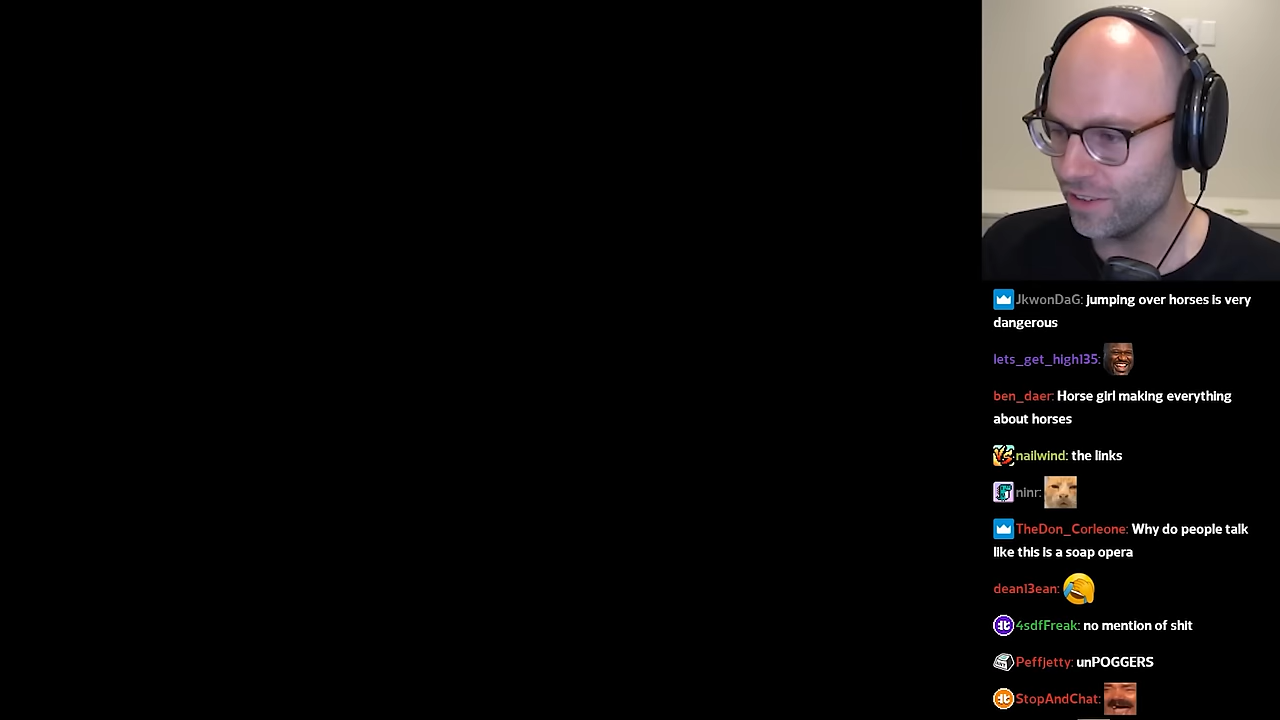 JkwonDaG: jumping over horses is very
dangerous
lets_get_high135:
ben_daer: Horse girl making everything
about horses
nailwind: the links
ninr:
TheDon_Corleone: Why do people talk
like this is a soap opera
dean13ean:
4sdfFreak: no mention of shit
Peffjetty: unPOGGERS
StopAndChat: